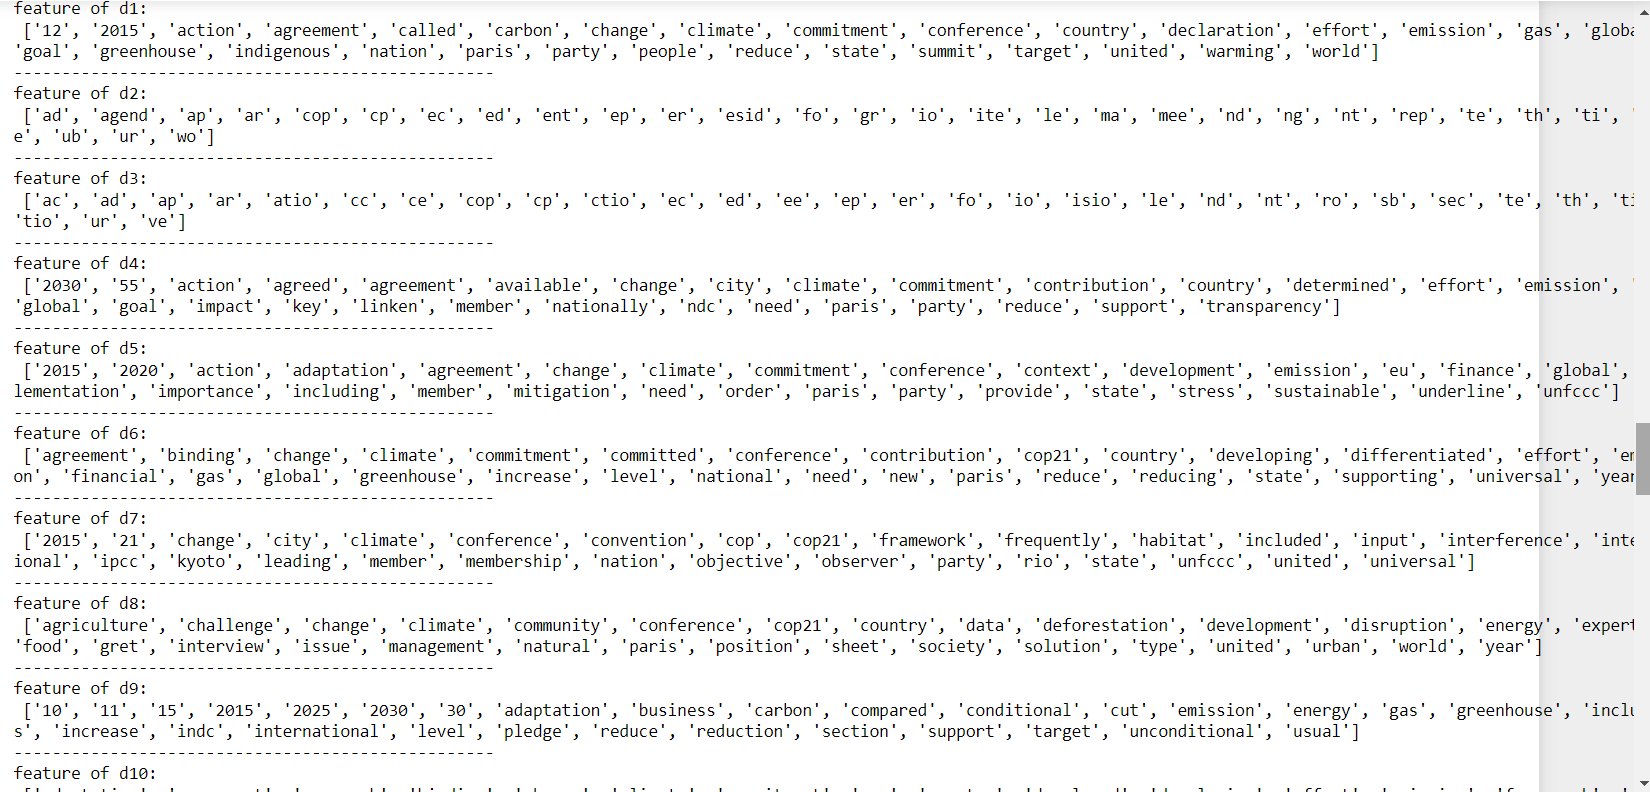 feature of d1:
['12', '2015', 'action', 'agreement', 'called', 'carbon', 'change', 'climate', 'commitment', 'conference', 'country', 'declaration', 'effort', 'emission', 'gas', 'globa
'goal', 'greenhouse', 'indigenous', 'nation', 'paris', 'party', 'people', 'reduce', 'state', 'summit', 'target', 'united', 'warming', 'world']
--------------------------------------------------
feature of d2:
['ad', 'agend', 'ap', 'ar', 'cop', 'cp', 'ec', 'ed', 'ent', 'ep', 'er', 'esid', 'fo', 'gr', 'io', 'ite', 'le', 'ma', 'mee', 'nd', 'ng', 'nt', 'rep', 'te', 'th', 'ti', '
e', 'ub', 'ur', 'wo']
--------------------------------------------------
feature of d3:
['ac', 'ad', 'ap', 'ar', 'atio', 'cc', 'ce', 'cop', 'cp', 'ctio', 'ec', 'ed', 'ee', 'ep', 'er', 'fo', 'io', 'isio', 'le', 'nd', 'nt', 'ro', 'sb', 'sec', 'te', 'th', 'ti
'tio', 'ur', 've']
--------------------------------------------------
feature of d4:
['2030', '55', 'action', 'agreed', 'agreement', 'available', 'change', 'city', 'climate', 'commitment', 'contribution', 'country', 'determined', 'effort', 'emission', '
'global', 'goal', 'impact', 'key', 'linken', 'member', 'nationally', 'ndc', 'need', 'paris', 'party', 'reduce', 'support', 'transparency']
--------------------------------------------------
feature of d5:
['2015', '2020', 'action', 'adaptation', 'agreement', 'change', 'climate', 'commitment', 'conference', 'context', 'development', 'emission', 'eu', 'finance', 'global',
lementation', 'importance', 'including', 'member', 'mitigation', 'need', 'order', 'paris', 'party', 'provide', 'state', 'stress', 'sustainable', 'underline', 'unfccc']
--------------------------------------------------
feature of d6:
['agreement', 'binding', 'change', 'climate', 'commitment', 'committed', 'conference', 'contribution', 'cop21', 'country', 'developing', 'differentiated', 'effort', 'em
on', 'financial', 'gas', 'global', 'greenhouse', 'increase', 'level', 'national', 'need', 'new', 'paris', 'reduce', 'reducing', 'state', 'supporting', 'universal', 'year
--------------------------------------------------
feature of d7:
['2015', '21', 'change', 'city', 'climate', 'conference', 'convention', 'cop', 'cop21', 'framework', 'frequently', 'habitat', 'included', 'input', 'interference', 'inte
ional', 'ipcc', 'kyoto', 'leading', 'member', 'membership', 'nation', 'objective', 'observer', 'party', 'rio', 'state', 'unfccc', 'united', 'universal']
--------------------------------------------------
feature of d8:
['agriculture', 'challenge', 'change', 'climate', 'community', 'conference', 'cop21', 'country', 'data', 'deforestation', 'development', 'disruption', 'energy', 'expert
'food', 'gret', 'interview', 'issue', 'management', 'natural', 'paris', 'position', 'sheet', 'society', 'solution', 'type', 'united', 'urban', 'world', 'year']
--------------------------------------------------
feature of d9:
['10', '11', '15', '2015', '2025', '2030', '30', 'adaptation', 'business', 'carbon', 'compared', 'conditional', 'cut', 'emission', 'energy', 'gas', 'greenhouse', 'inclu
s', 'increase', 'indc', 'international', 'level', 'pledge', 'reduce', 'reduction', 'section', 'support', 'target', 'unconditional', 'usual']
--------------------------------------------------
feature of d10: